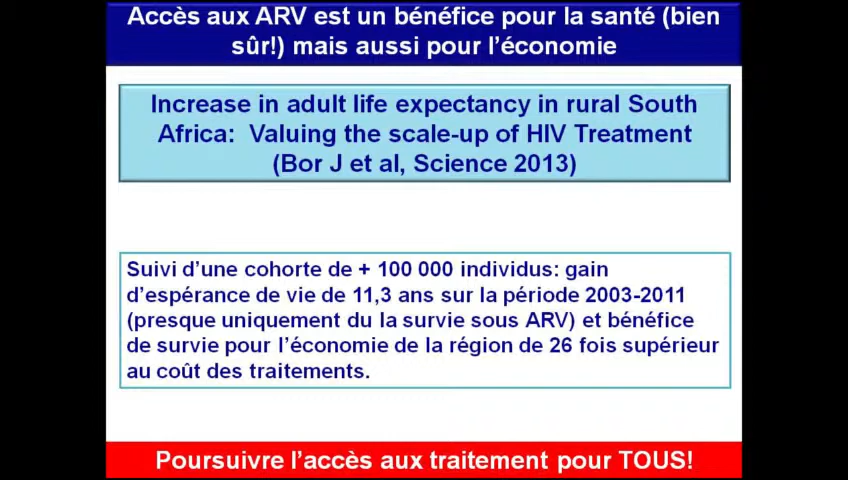 Accès aux ARV est un bénéfice pour la santé (bien
sûr!) mais aussi pour l'économie
Increase in adult life expectancy in rural South
Africa: Valuing the scale-up of HIV Treatment
(Bor J et al, Science 2013)
Suivi d'une cohorte de + 100 000 individus: gain
d'espérance de vie de 11,3 ans sur la période 2003-2011
(presque uniquement du la survie sous ARV) et bénéfice
de survie pour l'économie de la région de 26 fois supérieur
au coût des traitements.
Poursuivre l'accès aux traitement pour TOUS!